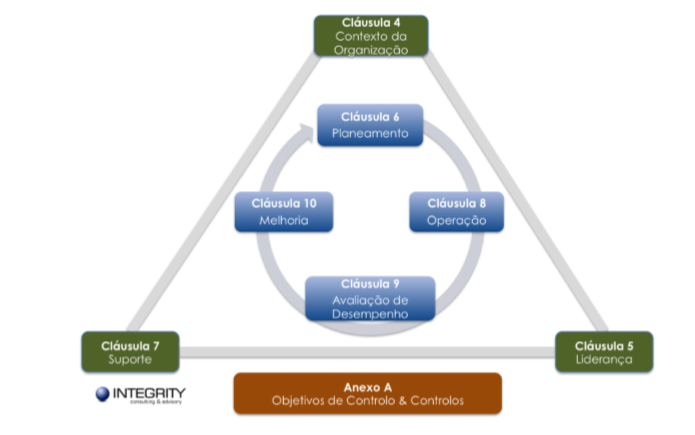 Cláusula 4
Contexto da
Organização
Cláusula 6
Planeamento
Cláusula 10
Melhoria
Cláusula 8
Operação
Cláusula 9
Avaliação de
Desempenho
Cláusula 7
Suporte
Cláusula 5
Liderança
INTEGRITY
consulting & advisory
Anexo A
Objetivos de Controlo & Controlos